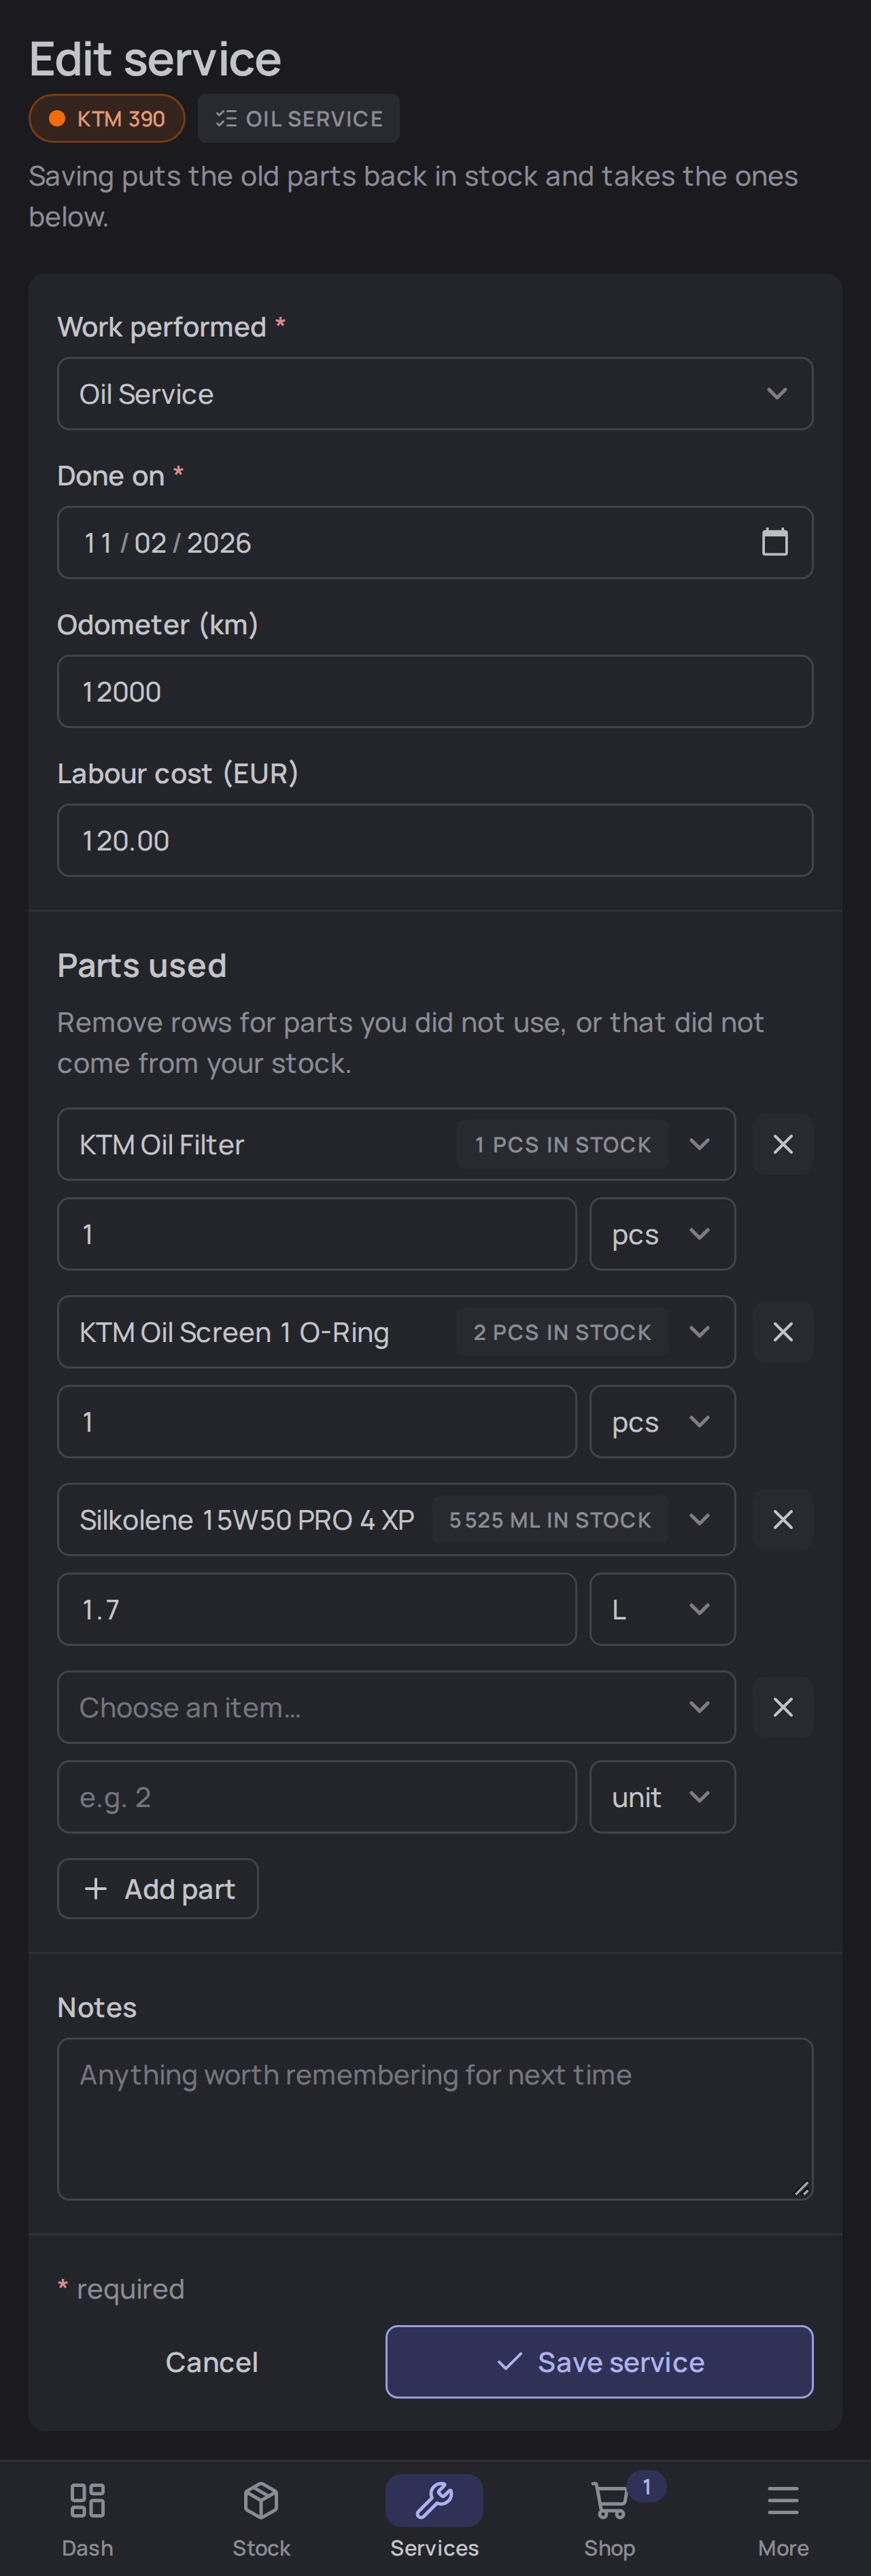 Edit service
KTM 390
OIL SERVICE
Saving puts the old parts back in stock and takes the ones
below.
Work performed *
Oil Service
Done on *
11 / 02 / 2026
Odometer (km)
12000
Labour cost (EUR)
120.00
Parts used
Remove rows for parts you did not use, or that did not
come from your stock.
KTM Oil Filter
1 PCS IN STOCK
1
pcs
KTM Oil Screen 1 O-Ring
2 PCS IN STOCK
1
pcs
Silkolene 15W50 PRO 4 XP
5 525 ML IN STOCK
1.7
L
Choose an item...
e.g. 2
unit
Add part
Notes
Anything worth remembering for next time
* required
Cancel
Save service
Dash
Stock
Services
1
Shop
More